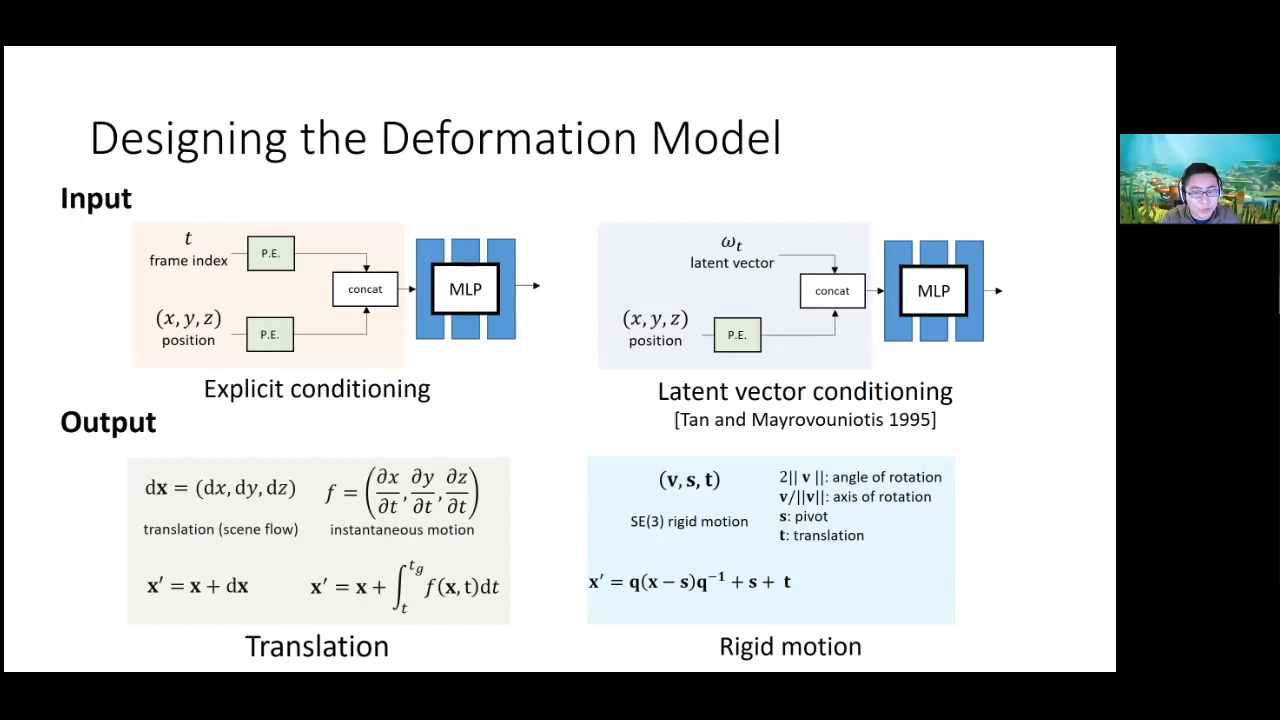 Designing the Deformation Model
Input
t
frame index
P.E.
concat
MLP
(x, y, z)
position
P.E.
Explicit conditioning
ω_t
latent vector
concat
MLP
(x, y, z)
position
P.E.
Latent vector conditioning
[Tan and Mayrovouniotis 1995]
Output
dx = (dx, dy, dz)
translation (scene flow)
f = (∂x/∂t, ∂y/∂t, ∂z/∂t)
instantaneous motion
x′ = x + dx
x′ = x + ∫_t^{t_g} f(x, t)dt
Translation
(v, s, t)
SE(3) rigid motion
2|| v ||: angle of rotation
v/||v||: axis of rotation
s: pivot
t: translation
x′ = q(x − s)q⁻¹ + s + t
Rigid motion